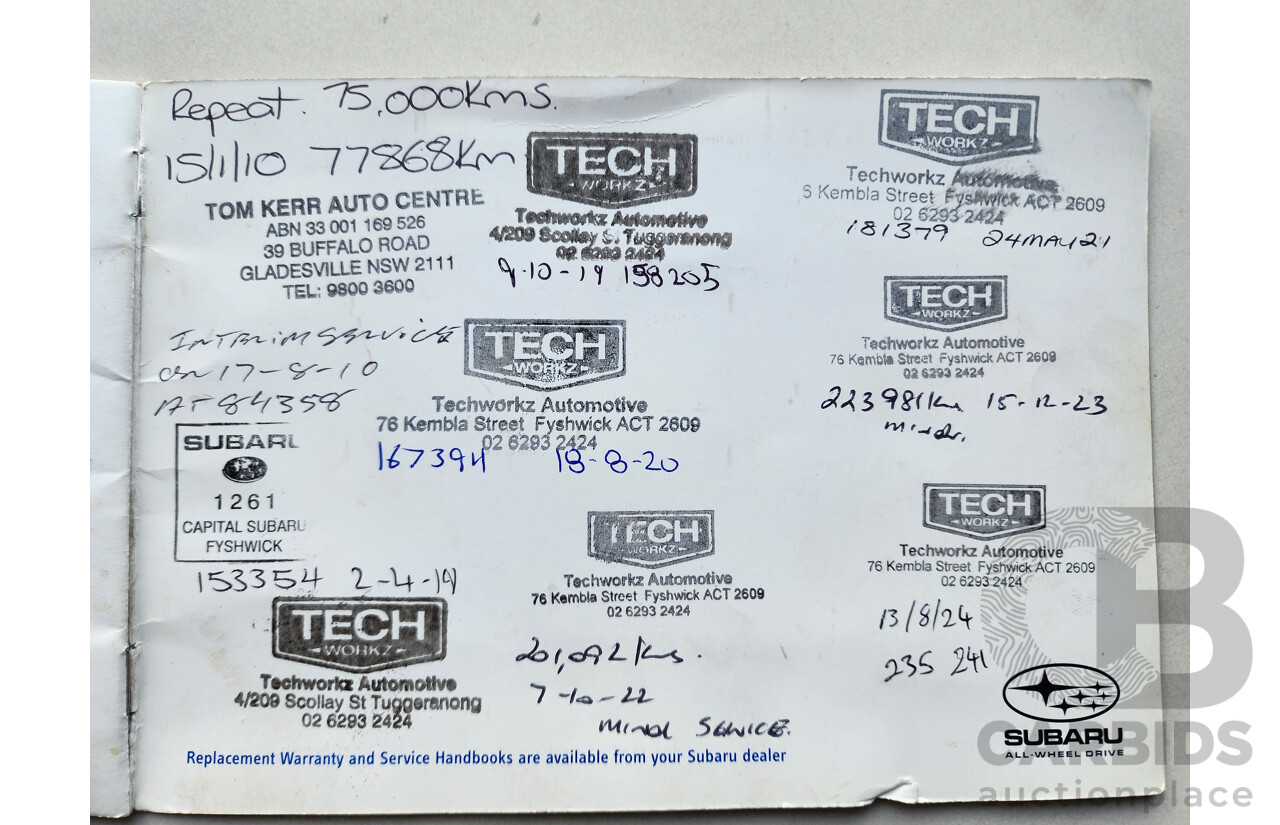 Repeat. 75,000Kms.
15/1/10 77868Km
TOM KERR AUTO CENTRE
ABN 33 001 169 526
39 BUFFALO ROAD
GLADESVILLE NSW 2111
TEL: 9800 3600
INTERIM SERVICE
on 17-8-10
AT 84358
SUBARU
1261
CAPITAL SUBARU
FYSHWICK
153354 2-4-19
TECH
WORKZ
Techworkz Automotive
4/209 Scollay St Tuggeranong
02 6293 2424
TECH
WORKZ
Techworkz Automotive
4/209 Scollay St Tuggeranong
02 6293 2424
9-10-19 158205
TECH
WORKZ
Techworkz Automotive
76 Kembla Street Fyshwick ACT 2609
02 6293 2424
167394 18-8-20
TECH
WORKZ
Techworkz Automotive
76 Kembla Street Fyshwick ACT 2609
02 6293 2424
201,092/kms.
7-10-22
MINOR SERVICE.
TECH
WORKZ
Techworkz Automotive
6 Kembla Street Fyshwick ACT 2609
02 6293 2424
181379 24MAY21
TECH
WORKZ
Techworkz Automotive
76 Kembla Street Fyshwick ACT 2609
02 6293 2424
223981km 15-12-23
minor.
TECH
WORKZ
Techworkz Automotive
76 Kembla Street Fyshwick ACT 2609
02 6293 2424
13/8/24
235 241
SUBARU
ALL-WHEEL DRIVE
Replacement Warranty and Service Handbooks are available from your Subaru dealer
CARBIDS
auctionplace